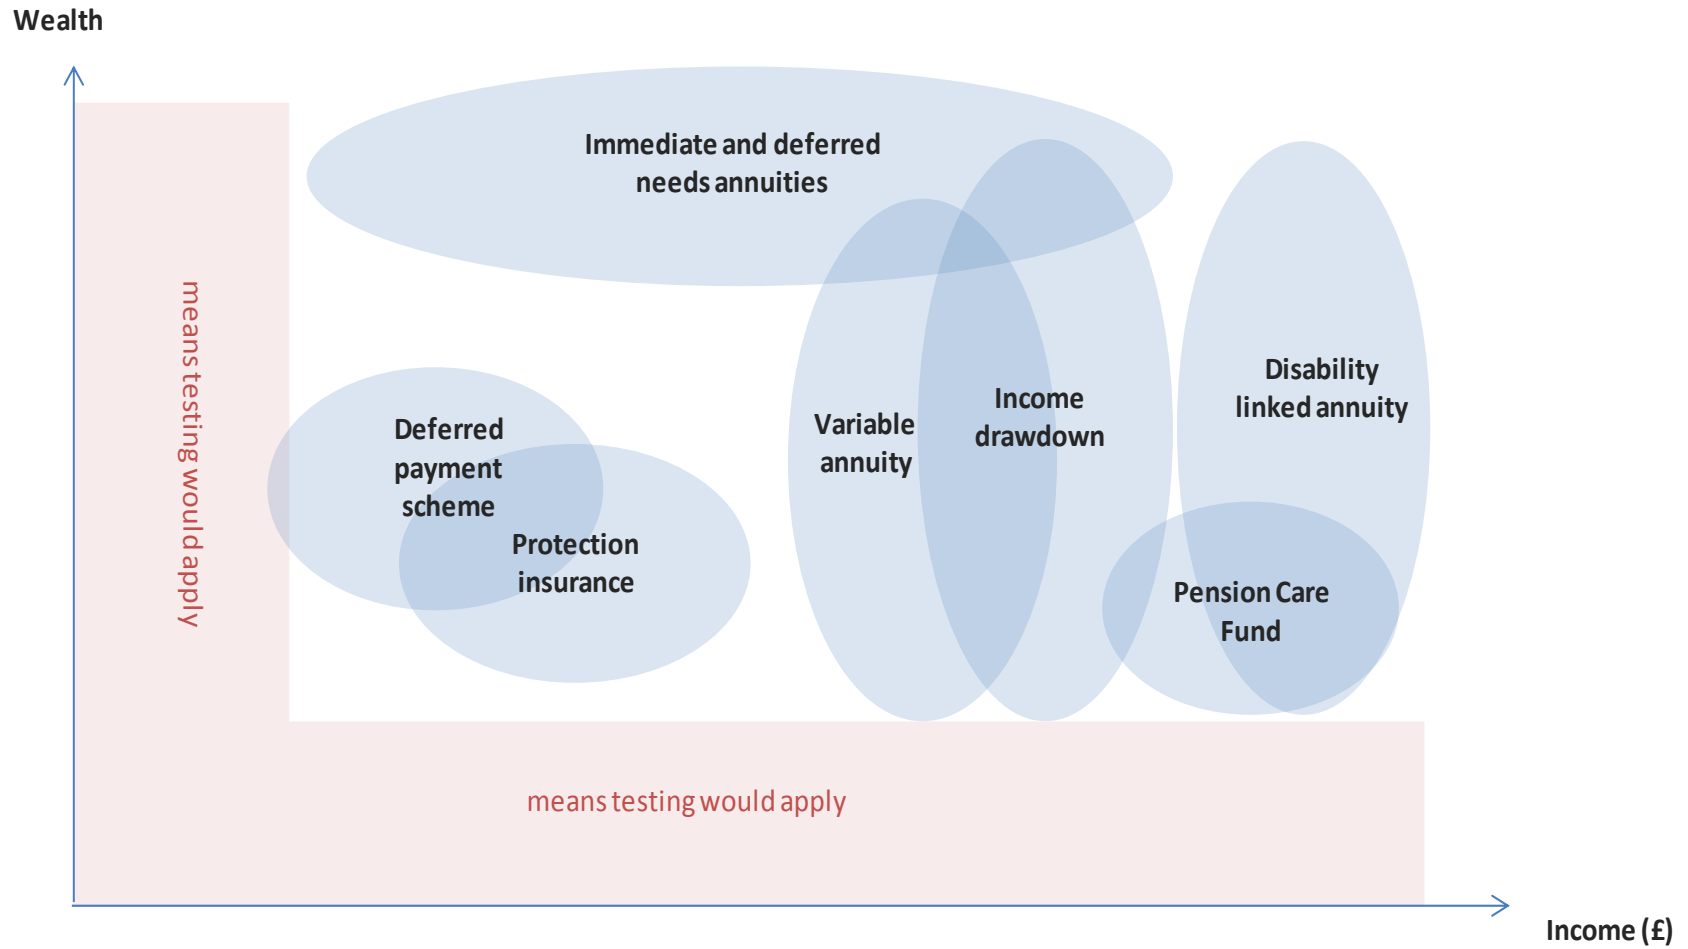 Wealth
Immediate and deferred
needs annuities
means testing would apply
Disability
linked annuity
Income
drawdown
Variable
annuity
Deferred
payment
scheme
Protection
insurance
Pension Care
Fund
means testing would apply
Income (£)